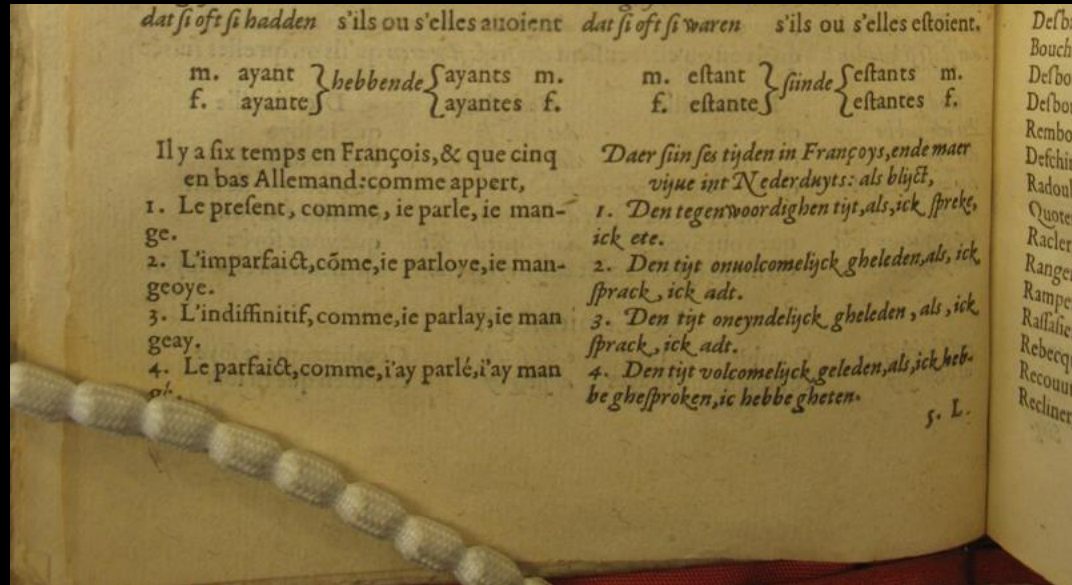 dat ſi oft ſi hadden s'ils ou s'elles auoient
m. ayant } hebbende { ayants m.
f. ayante } { ayantes f.
Il y a ſix temps en François, & que cinq
en bas Allemand: comme appert,
1. Le preſent, comme, ie parle, ie man-
ge.
2. L'imparfaict, cõme, ie parloye, ie man-
geoye.
3. L'indiffinitif, comme, ie parlay, ie man
geay.
4. Le parfaict, comme, i'ay parlé, i'ay man
gé.
dat ſi oft ſi waren s'ils ou s'elles eſtoient.
m. eſtant } ſiinde { eſtants m.
f. eſtante } { eſtantes f.
Daer ſiin ſes tijden in Françoys, ende maer
vijue int Nederduyts: als blijct,
1. Den tegenwoordighen tijt, als, ick ſpreke,
ick ete.
2. Den tijt onuolcomelijck gheleden, als, ick
ſprack, ick adt.
3. Den tijt oneyndelijck gheleden, als, ick
ſprack, ick adt.
4. Den tijt volcomelijck geleden, als, ick heb-
be gheſproken, ic hebbe gheten.
5. L.
Bouch
Deſbo
Deſbor
Rembo
Deſchir
Radoul
Quote
Racler
Ranger
Rampe
Raſſaſie
Rebecqu
Recouur
Recliner